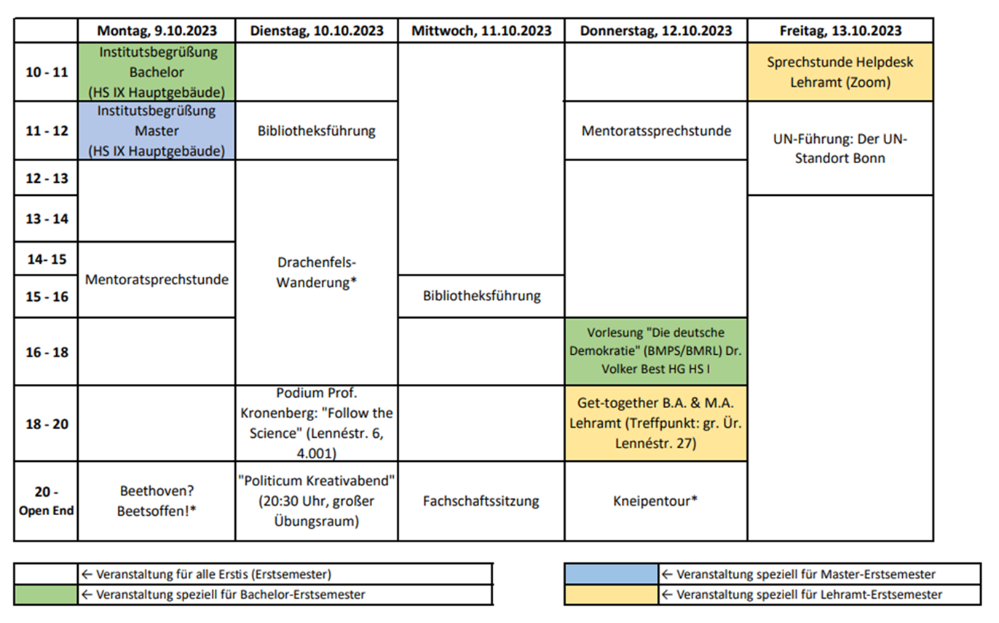 Montag, 9.10.2023 Dienstag, 10.10.2023 Mittwoch, 11.10.2023 Donnerstag, 12.10.2023 Freitag, 13.10.2023
10 - 11
Institutsbegrüßung
Bachelor
(HS IX Hauptgebäude)
Sprechstunde Helpdesk
Lehramt (Zoom)
11 - 12
Institutsbegrüßung
Master
(HS IX Hauptgebäude)
Bibliotheksführung
Mentoratssprechstunde
UN-Führung: Der UN-
Standort Bonn
12 - 13
13 - 14
14- 15
Mentoratsprechstunde
Drachenfels-
Wanderung*
15 - 16
Bibliotheksführung
16 - 18
Vorlesung "Die deutsche
Demokratie" (BMPS/BMRL) Dr.
Volker Best HG HS I
18 - 20
Podium Prof.
Kronenberg: "Follow the
Science" (Lennéstr. 6,
4.001)
Get-together B.A. & M.A.
Lehramt (Treffpunkt: gr. Ür.
Lennéstr. 27)
20 -
Open End
Beethoven?
Beetsoffen!*
"Politicum Kreativabend"
(20:30 Uhr, großer
Übungsraum)
Fachschaftssitzung
Kneipentour*
← Veranstaltung für alle Erstis (Erstsemester)
← Veranstaltung speziell für Bachelor-Erstsemester
← Veranstaltung speziell für Master-Erstsemester
← Veranstaltung speziell für Lehramt-Erstsemester